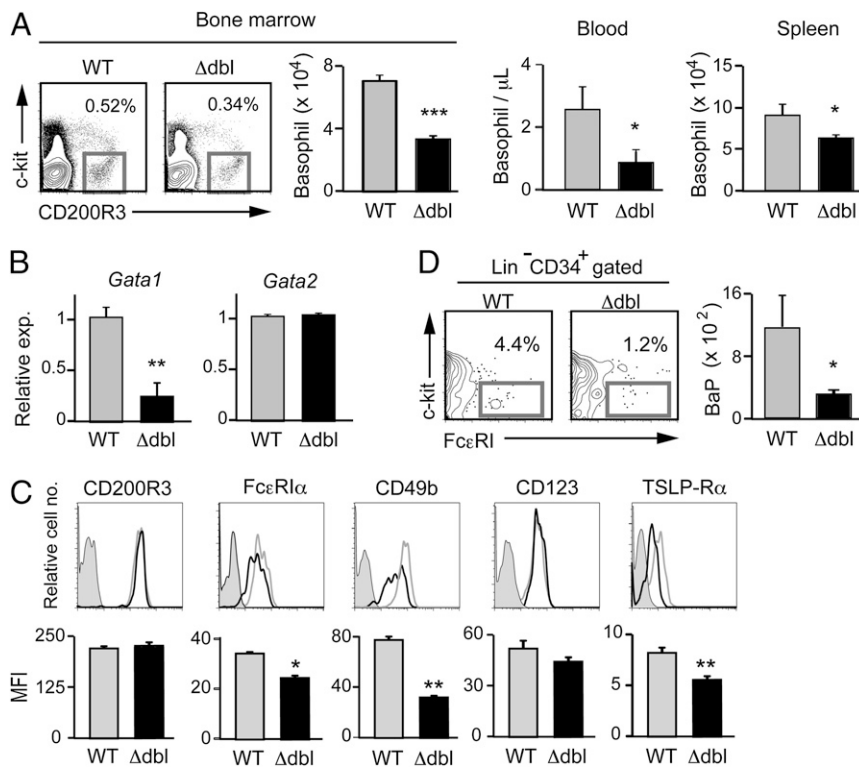 A
Bone marrow
WT Δdbl
0.52% 0.34%
c-kit
CD200R3
Basophil (x 10⁴)
8
4
0
***
WT Δdbl
Blood
Basophil / μL
4
2
0
*
WT Δdbl
Spleen
Basophil (x 10⁴)
15
10
5
0
*
WT Δdbl
B
Gata1 Gata2
Relative exp.
1
0.5
0
**
WT Δdbl
1
0.5
0
WT Δdbl
D
Lin⁻CD34⁺ gated
WT Δdbl
4.4% 1.2%
c-kit
FcεRI
BaP (x 10²)
16
8
0
*
WT Δdbl
C
CD200R3 FcεRIα CD49b CD123 TSLP-Rα
Relative cell no.
MFI
250
125
0
WT Δdbl
40
20
0
*
WT Δdbl
80
40
0
**
WT Δdbl
60
30
0
WT Δdbl
10
5
0
**
WT Δdbl